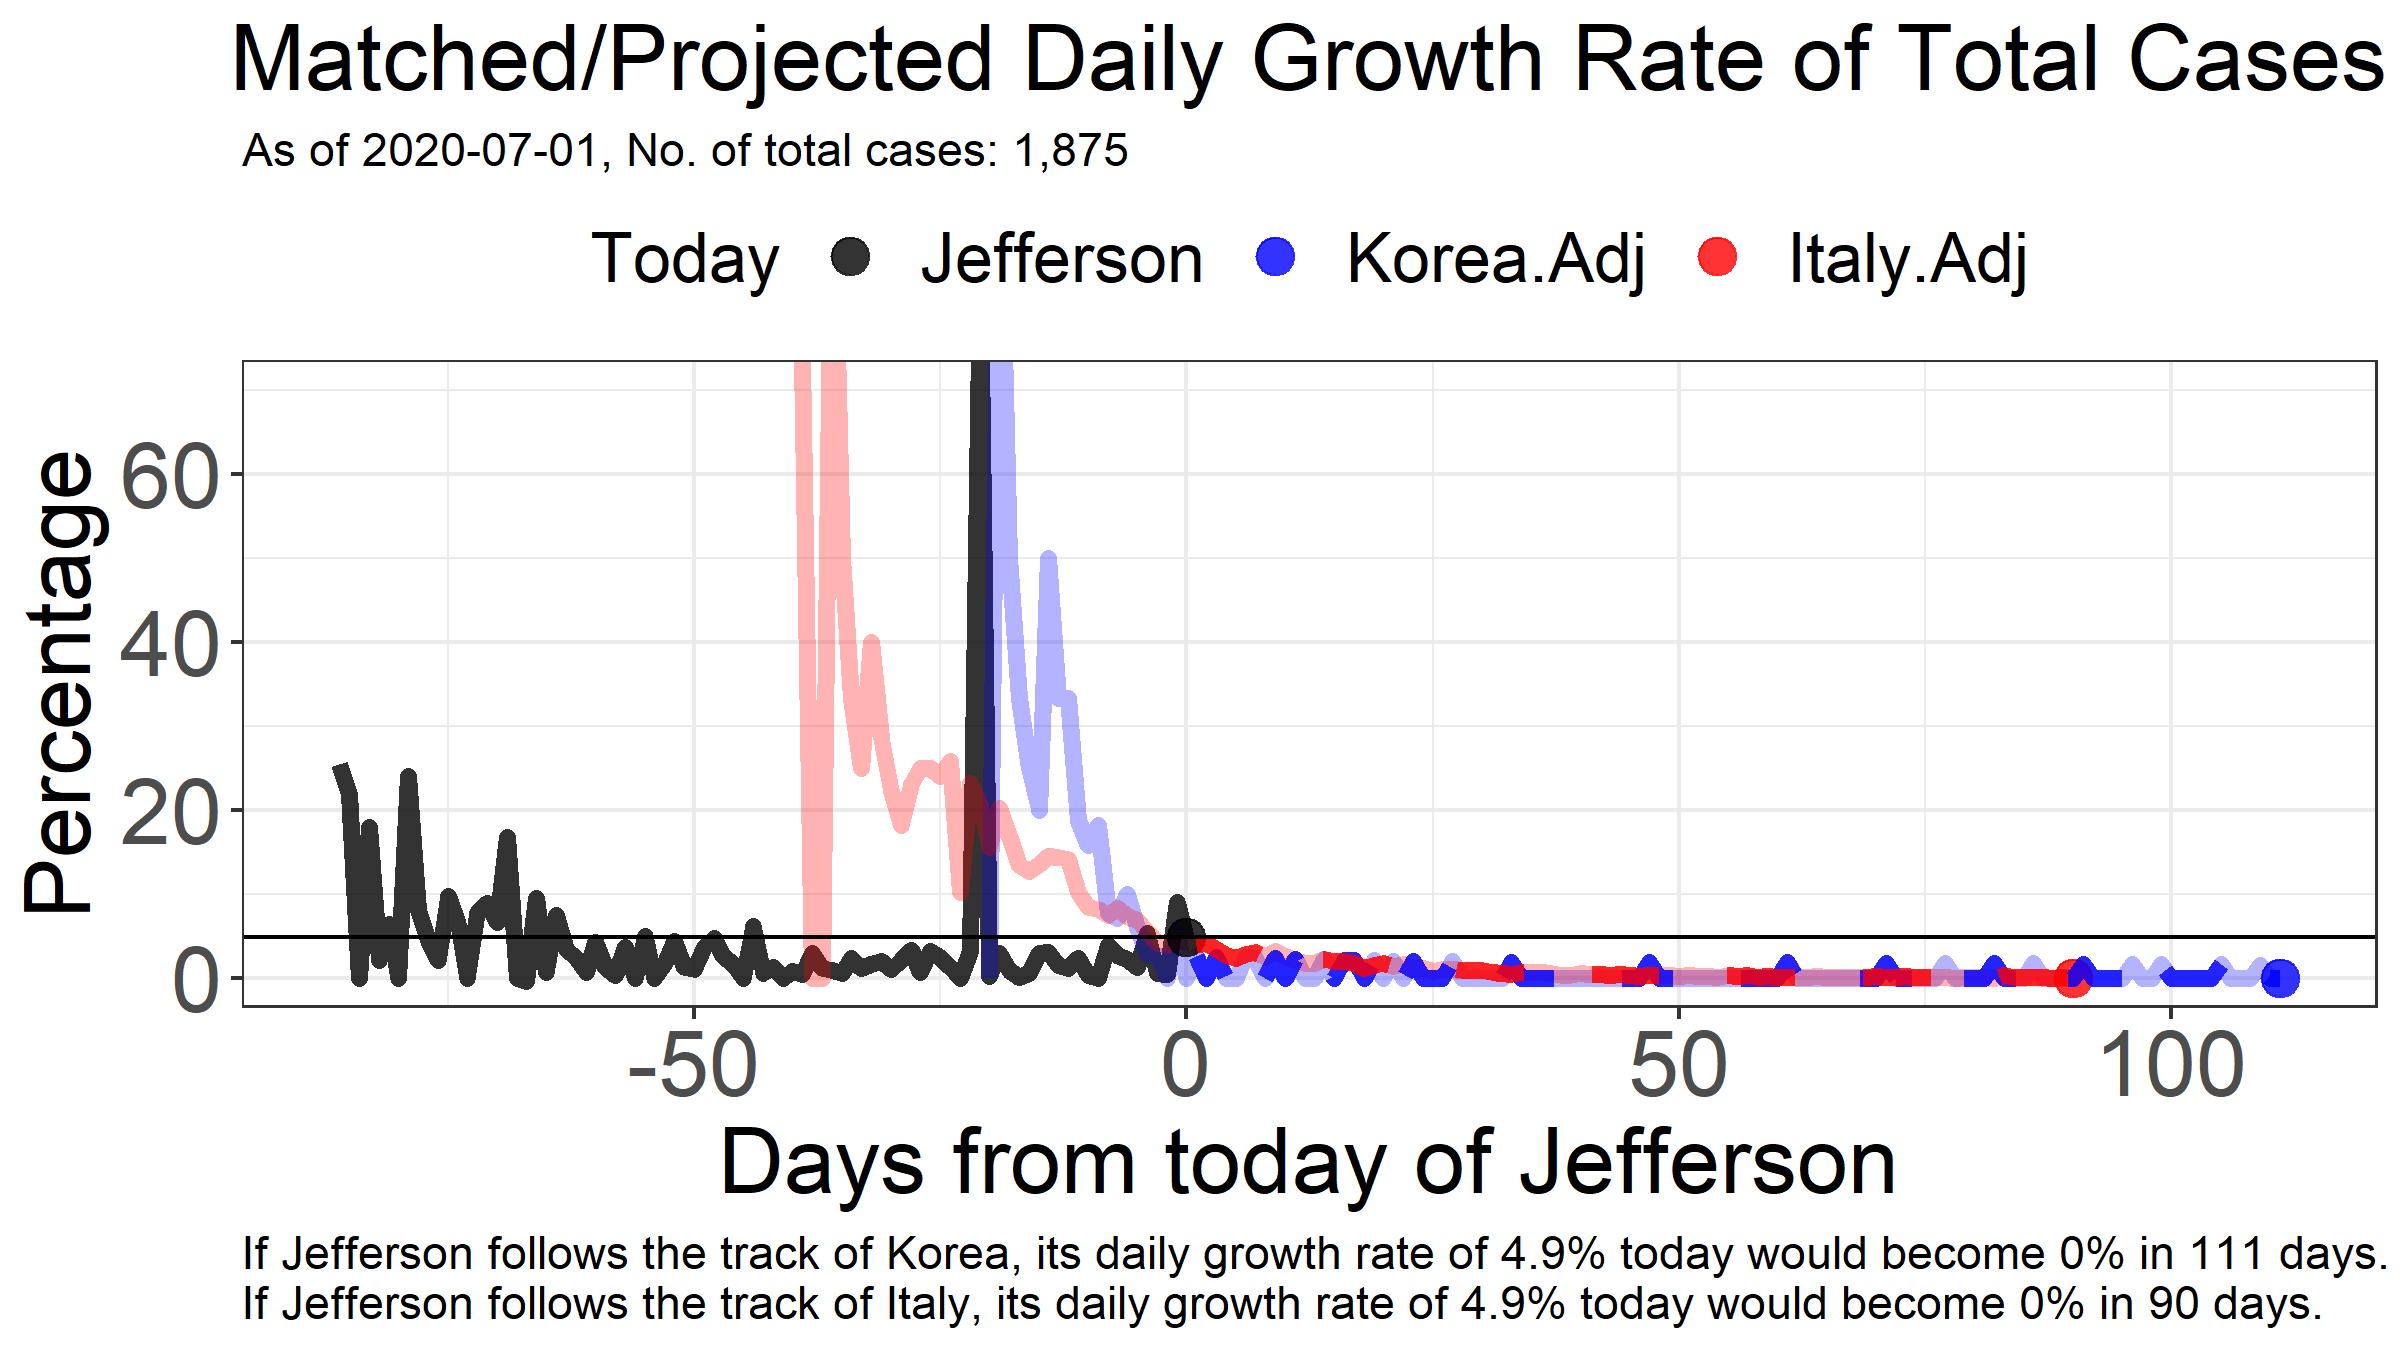 Matched/Projected Daily Growth Rate of Total Cases
As of 2020-07-01, No. of total cases: 1,875
Today Jefferson Korea.Adj Italy.Adj
Percentage
60
40
20
0
-50 0 50 100
Days from today of Jefferson
If Jefferson follows the track of Korea, its daily growth rate of 4.9% today would become 0% in 111 days.
If Jefferson follows the track of Italy, its daily growth rate of 4.9% today would become 0% in 90 days.